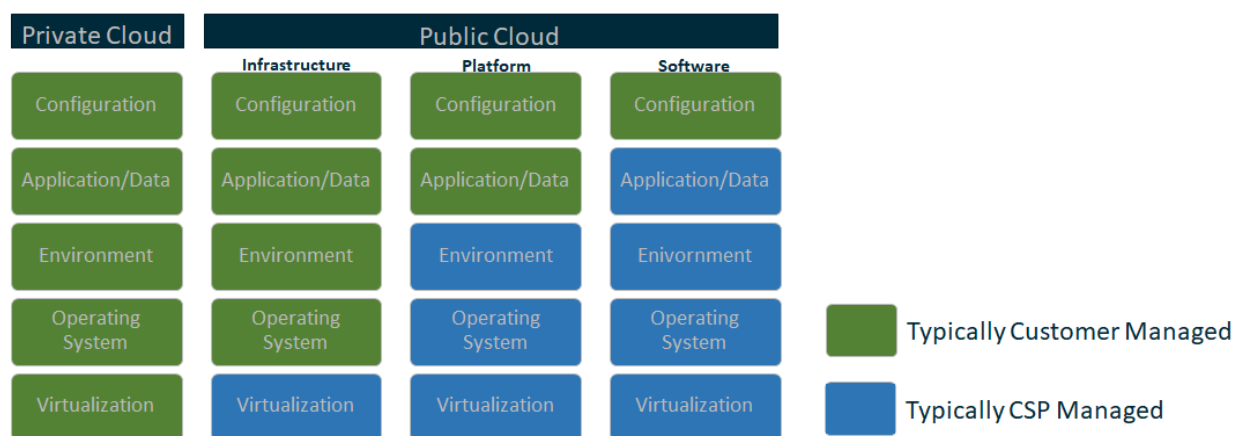 Private Cloud
Public Cloud
Infrastructure
Platform
Software
Configuration
Configuration
Configuration
Configuration
Application/Data
Application/Data
Application/Data
Application/Data
Environment
Environment
Environment
Enivornment
Operating
System
Operating
System
Operating
System
Operating
System
Virtualization
Virtualization
Virtualization
Virtualization
Typically Customer Managed
Typically CSP Managed